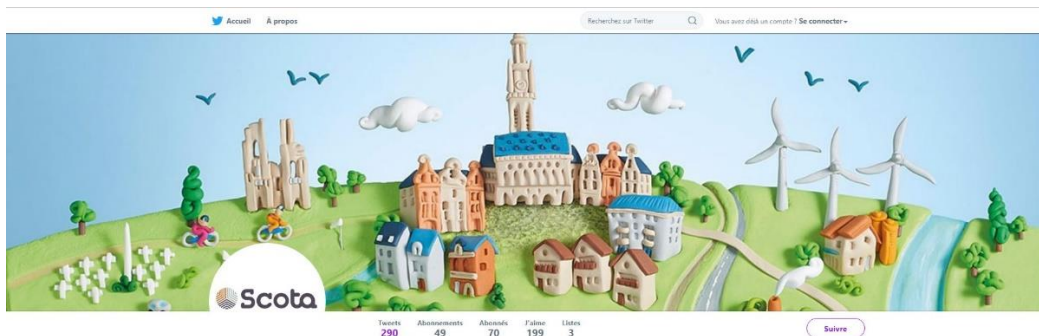 Accueil À propos Recherchez sur Twitter Vous avez déjà un compte ? Se connecter
Scota
Tweets Abonnements Abonnés J'aime Listes
290 49 70 199 3
Suivre